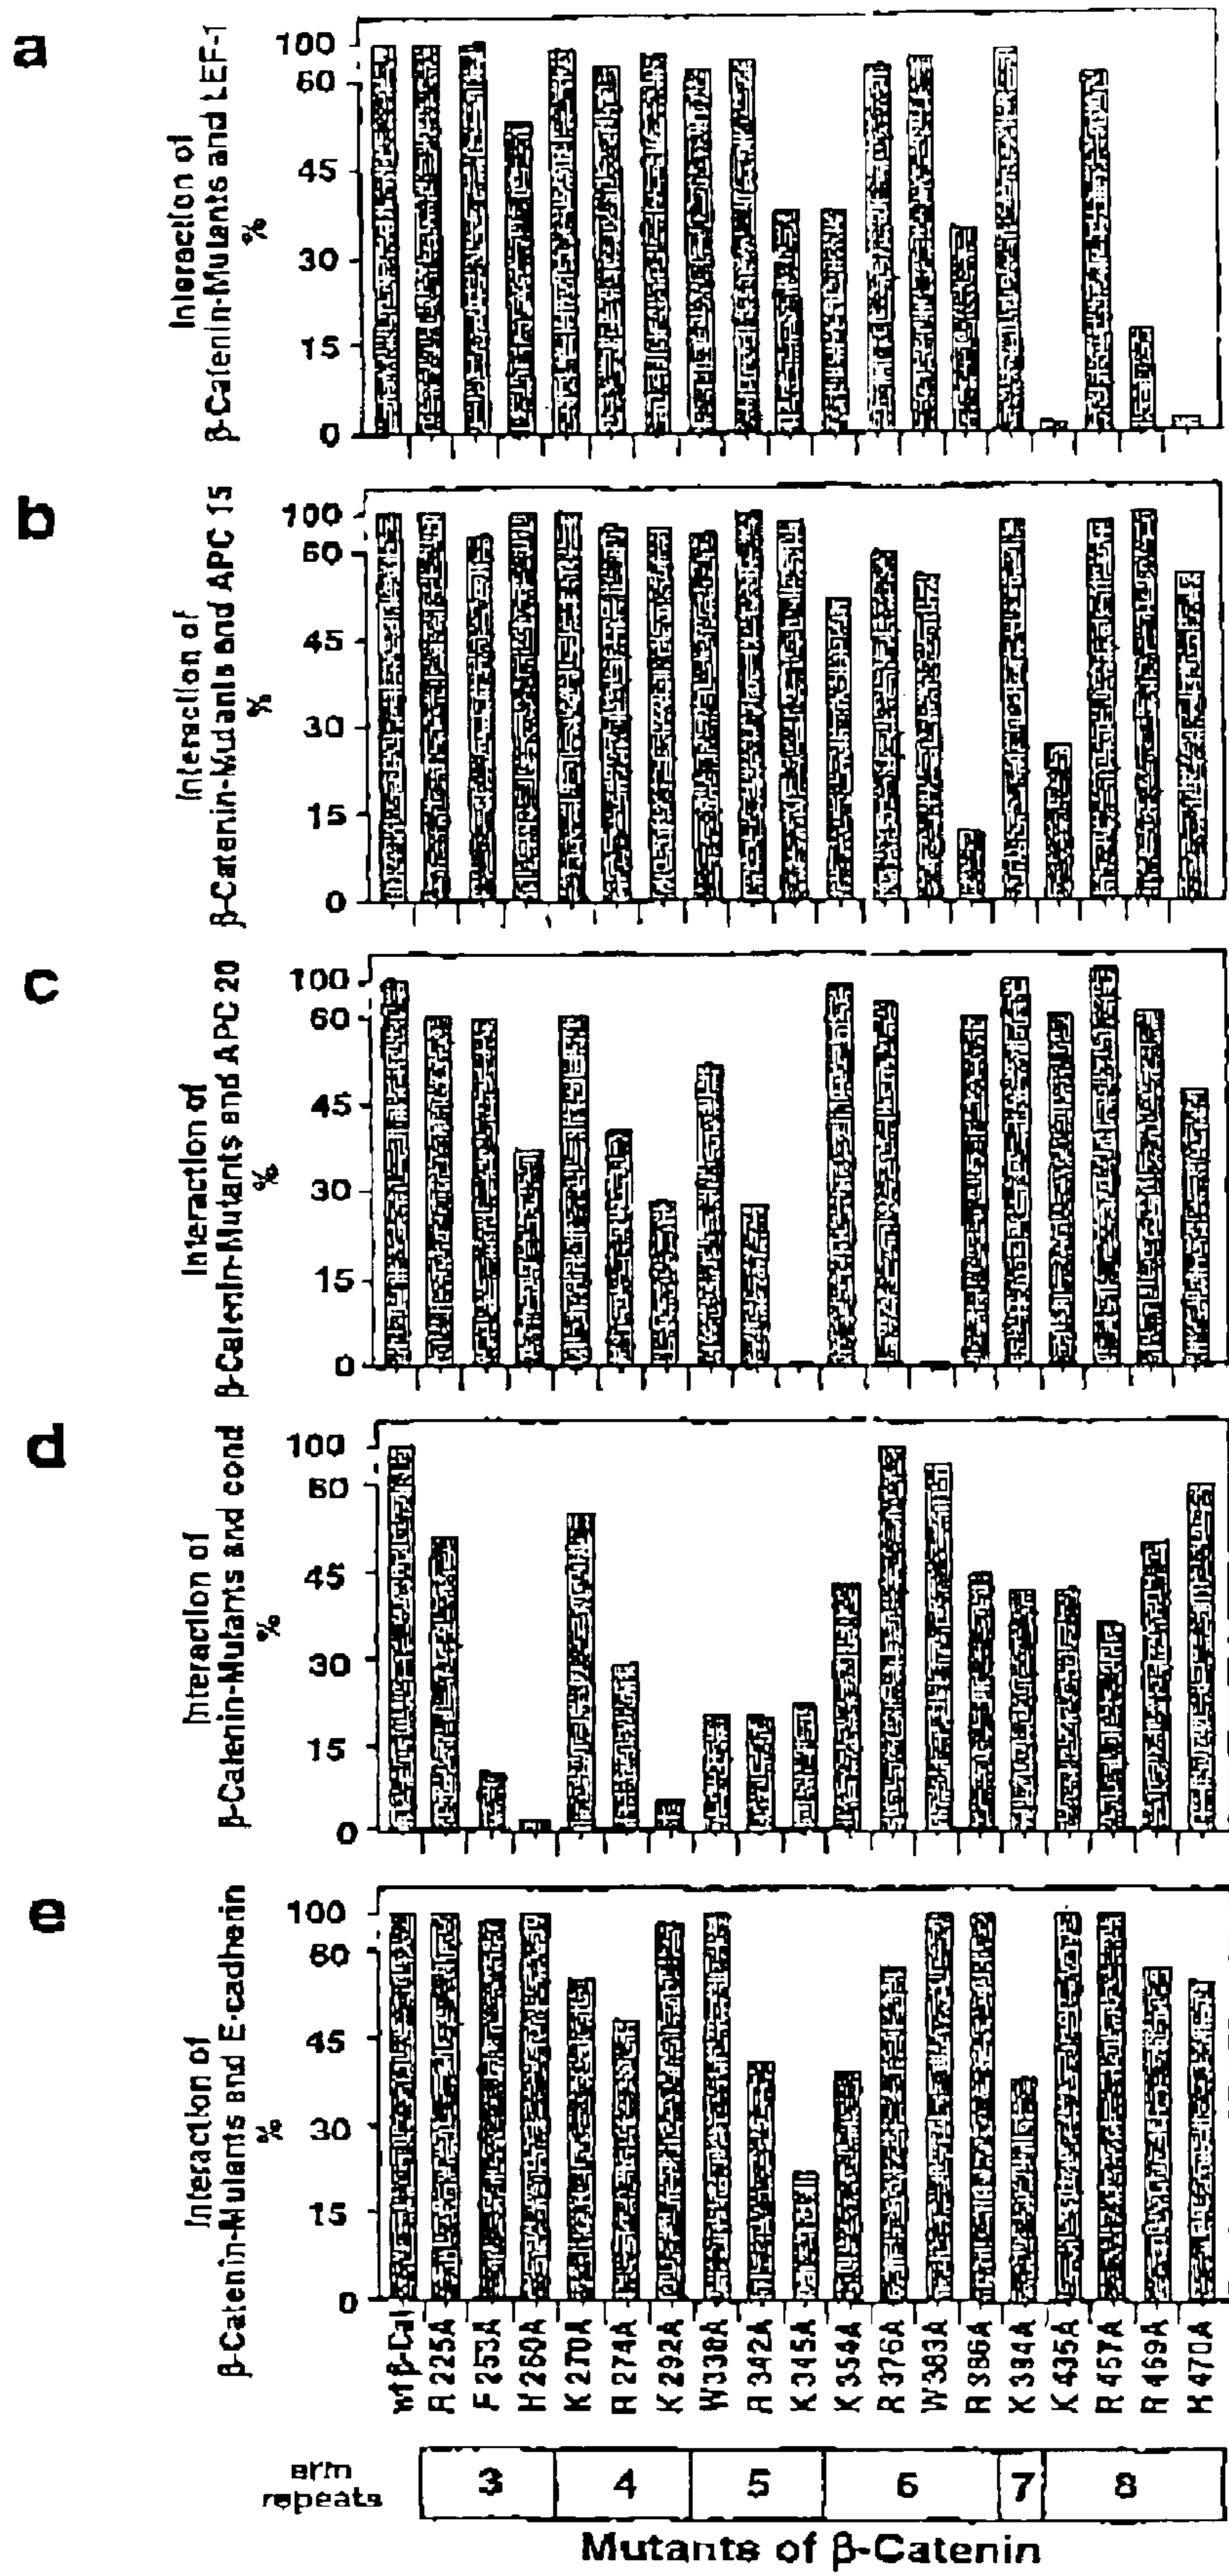 a
Interaction of
β-Catenin-Mutants and LEF-1
%
100
60
45
30
15
0
b
Interaction of
β-Catenin-Mutants and APC 15
%
100
60
45
30
15
0
c
Interaction of
β-Catenin-Mutants and APC 20
%
100
60
45
30
15
0
d
Interaction of
β-Catenin-Mutants and cond
%
100
60
45
30
15
0
e
Interaction of
β-Catenin-Mutants and E-cadherin
%
100
60
45
30
15
0
wt β-Cat
R 225A
F 253A
H 260A
K 270A
R 274A
K 292A
W 338A
R 342A
K 345A
K 354A
R 376A
W 383A
R 386A
K 394A
K 435A
R 457A
R 469A
H 470A
arm
repeats
3
4
5
6
7
8
Mutants of β-Catenin